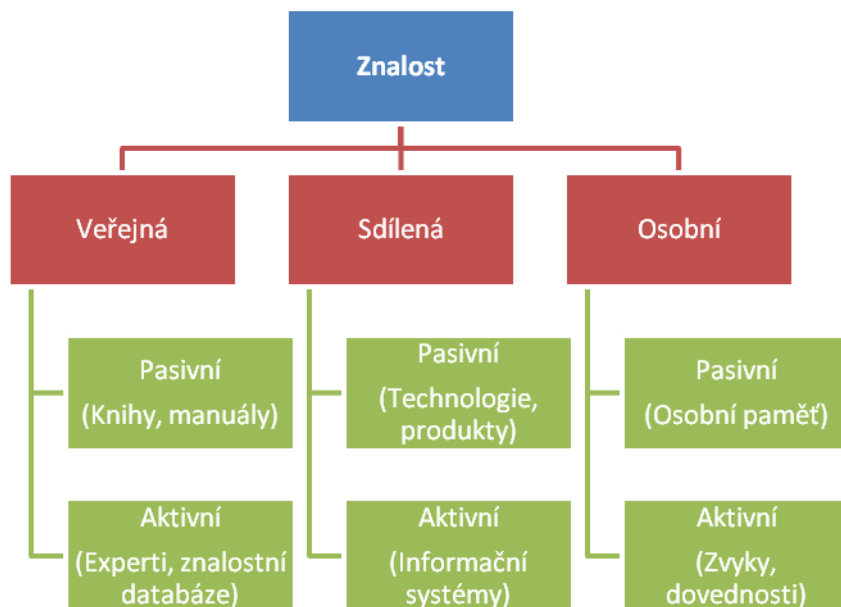 Znalost
Veřejná
Sdílená
Osobní
Pasivní
(Knihy, manuály)
Pasivní
(Technologie,
produkty)
Pasivní
(Osobní paměť)
Aktivní
(Experti, znalostní
databáze)
Aktivní
(Informační
systémy)
Aktivní
(Zvyky,
dovednosti)